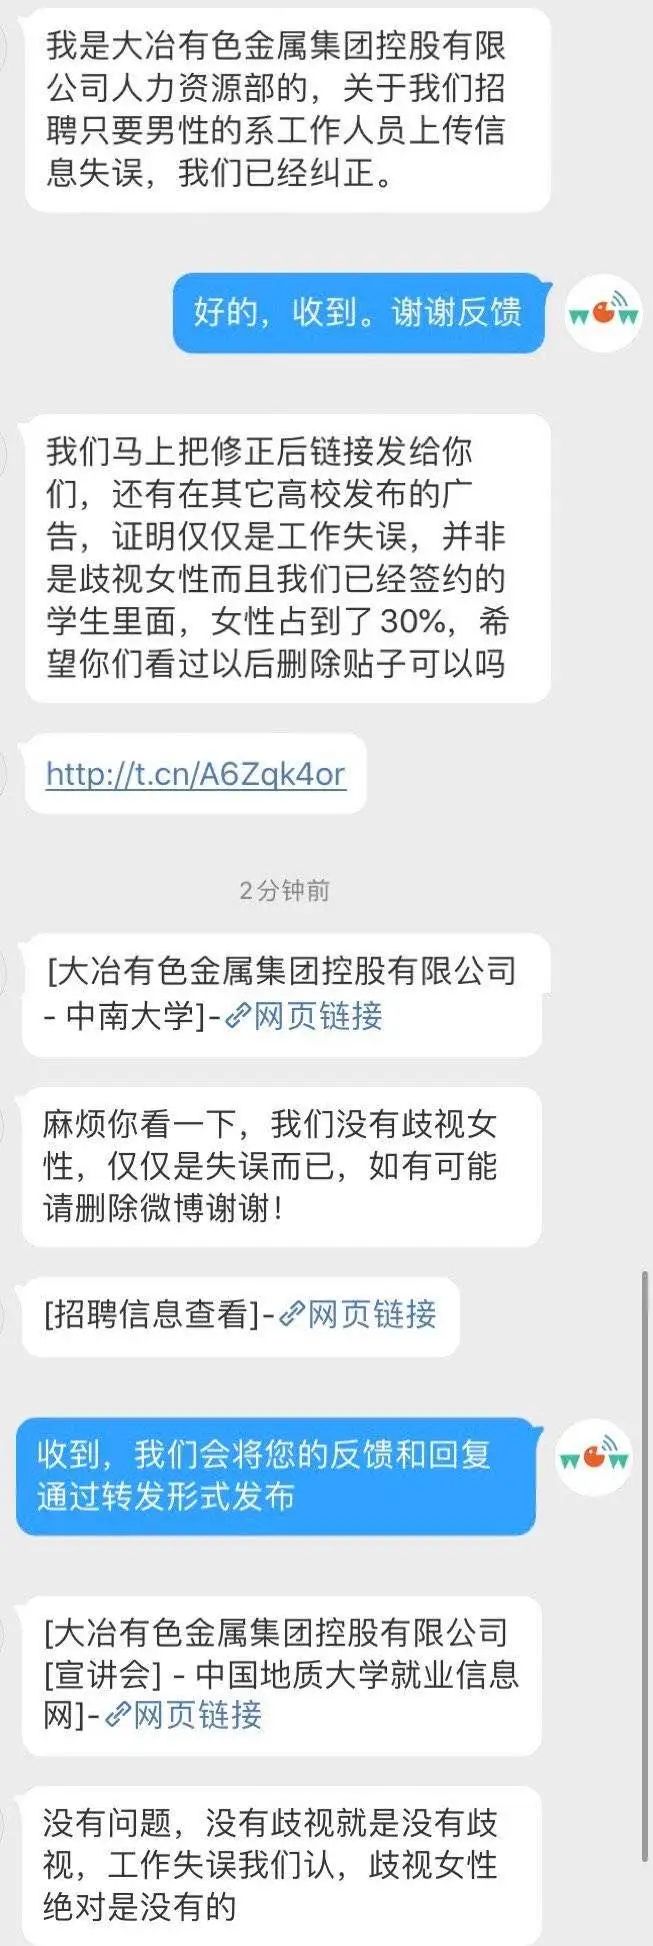 我是大冶有色金属集团控股有限
公司人力资源部的，关于我们招
聘只要男性的系工作人员上传信
息失误，我们已经纠正。
好的，收到。谢谢反馈
WOW
我们马上把修正后链接发给你
们，还有在其它高校发布的广
告，证明仅仅是工作失误，并非
是歧视女性而且我们已经签约的
学生里面，女性占到了30%，希
望你们看过以后删除贴子可以吗
http://t.cn/A6Zqk4or
2分钟前
[大冶有色金属集团控股有限公司
- 中南大学]-网页链接
麻烦你看一下，我们没有歧视女
性，仅仅是失误而已，如有可能
请删除微博谢谢！
[招聘信息查看]-网页链接
收到，我们会将您的反馈和回复
通过转发形式发布
WOW
[大冶有色金属集团控股有限公司
[宣讲会] - 中国地质大学就业信息
网]-网页链接
没有问题，没有歧视就是没有歧
视，工作失误我们认，歧视女性
绝对是没有的